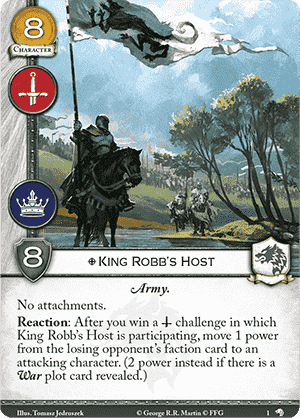 8
CHARACTER
8
KING ROBB'S HOST
Army.
No attachments.
Reaction: After you win a challenge in which
King Robb's Host is participating, move 1 power
from the losing opponent's faction card to an
attacking character. (2 power instead if there is a
War plot card revealed.)
Illus. Tomasz Jedruszek
© George R.R. Martin © FFG
1